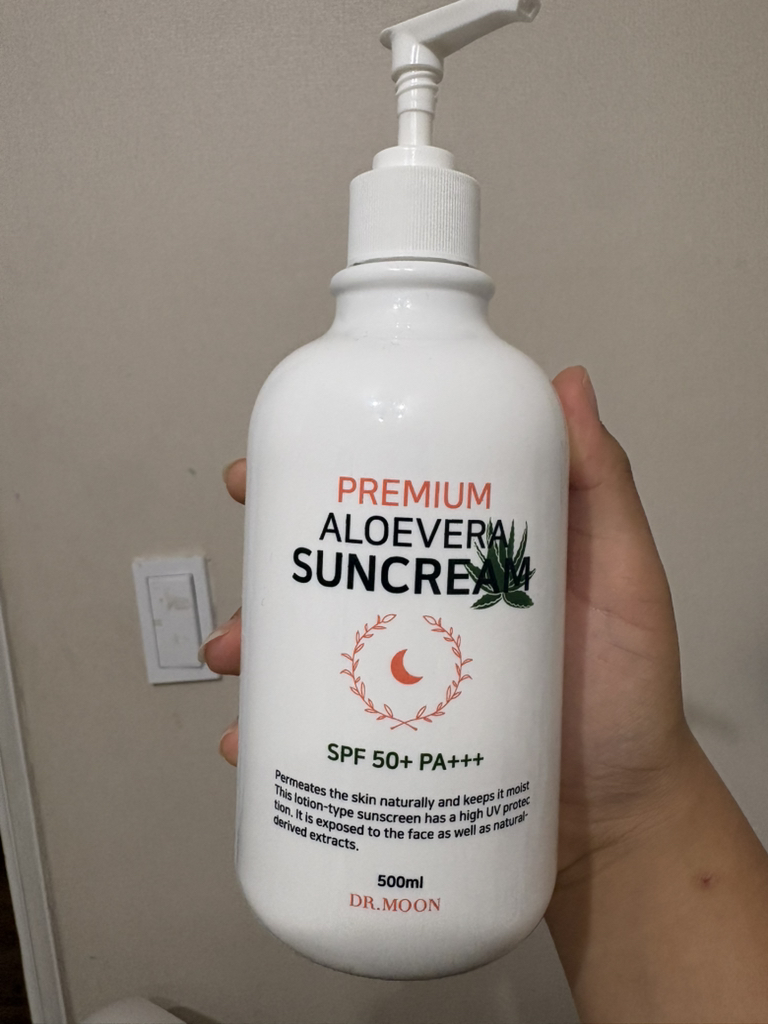 PREMIUM
ALOEVERA
SUNCREAM
SPF 50+ PA+++
Permeates the skin naturally and keeps it moist
This lotion-type sunscreen has a high UV protec
tion. It is exposed to the face as well as natural-
derived extracts.
500ml
DR.MOON